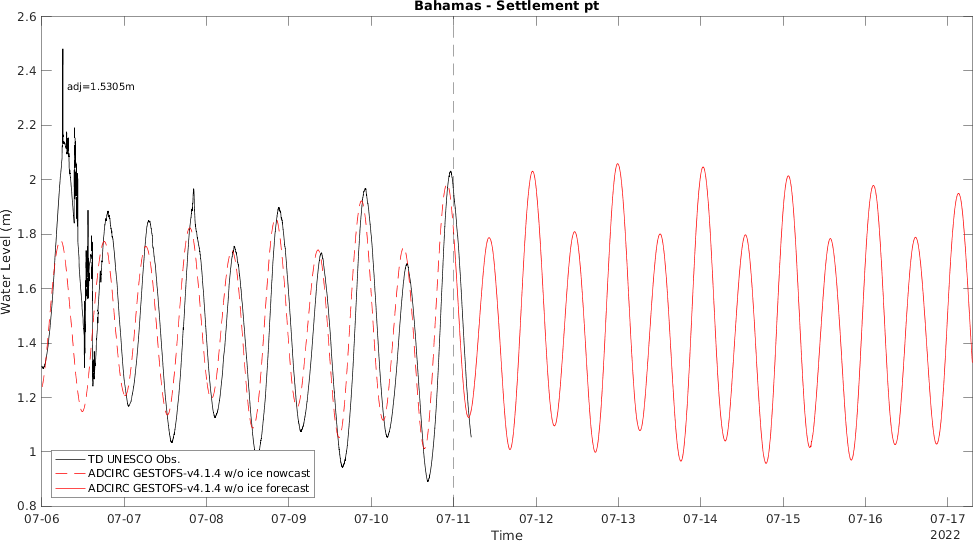 Bahamas - Settlement pt
2.6
2.4
adj=1.5305m
2.2
2
1.8
Water Level (m)
1.6
1.4
1.2
1
0.8
TD UNESCO Obs.
ADCIRC GESTOFS-v4.1.4 w/o ice nowcast
ADCIRC GESTOFS-v4.1.4 w/o ice forecast
07-06 07-07 07-08 07-09 07-10 07-11 07-12 07-13 07-14 07-15 07-16 07-17
Time
2022